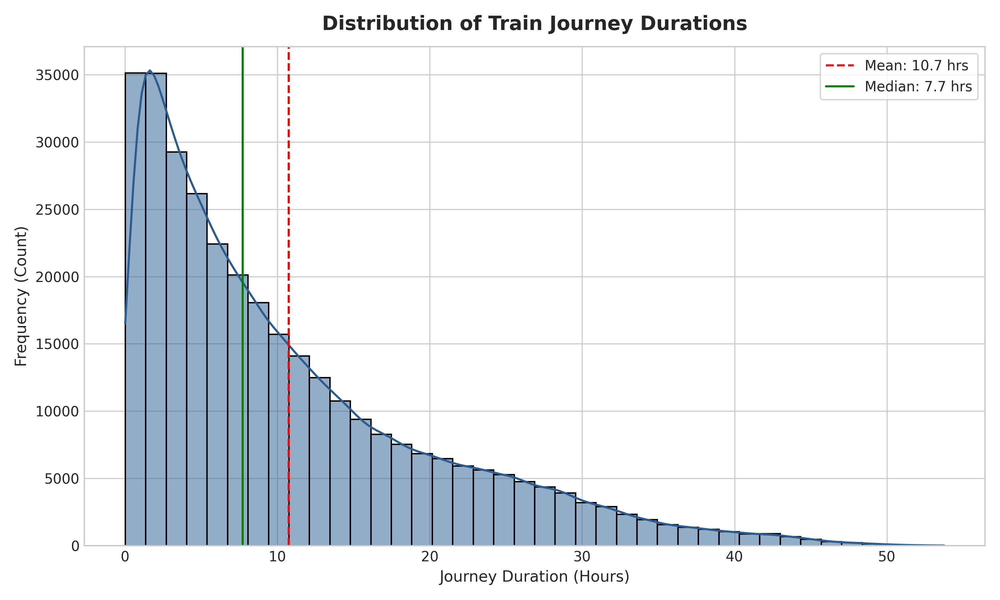 Distribution of Train Journey Durations
Mean: 10.7 hrs
Median: 7.7 hrs
Frequency (Count)
35000
30000
25000
20000
15000
10000
5000
0
0 10 20 30 40 50
Journey Duration (Hours)